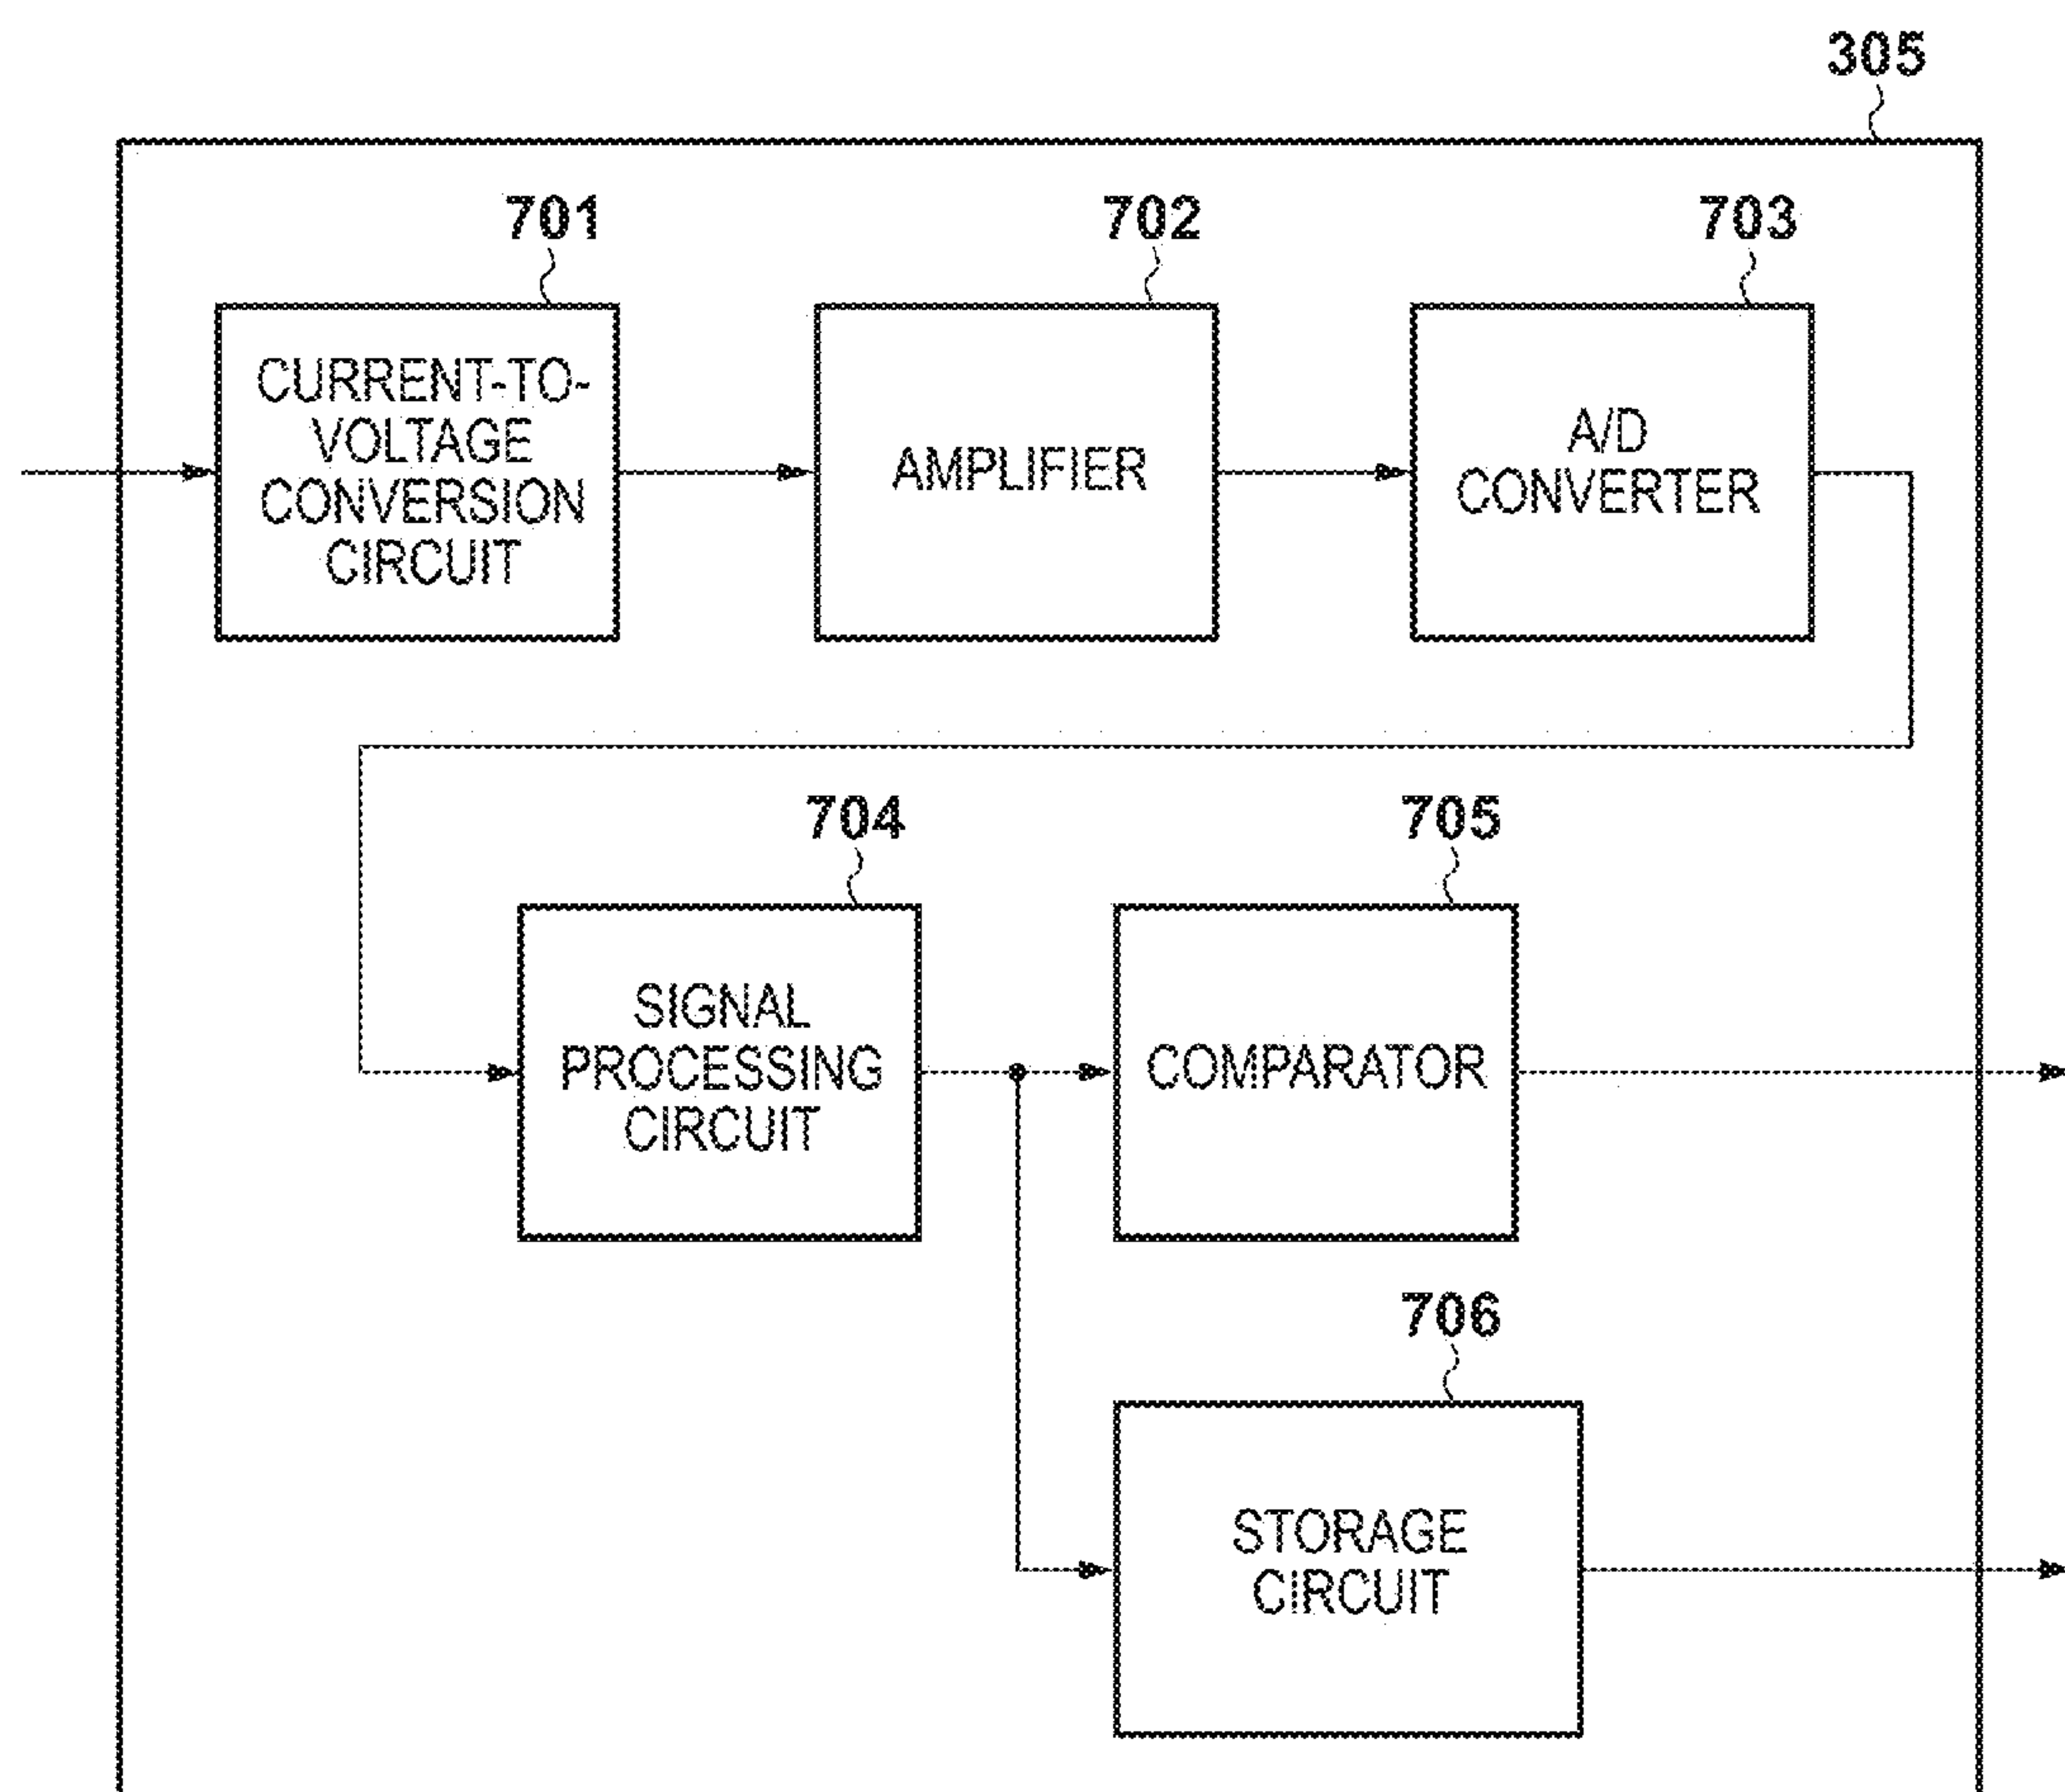 305
701
702
703
CURRENT-TO-
VOLTAGE
CONVERSION
CIRCUIT
AMPLIFIER
A/D
CONVERTER
704
705
SIGNAL
PROCESSING
CIRCUIT
COMPARATOR
706
STORAGE
CIRCUIT